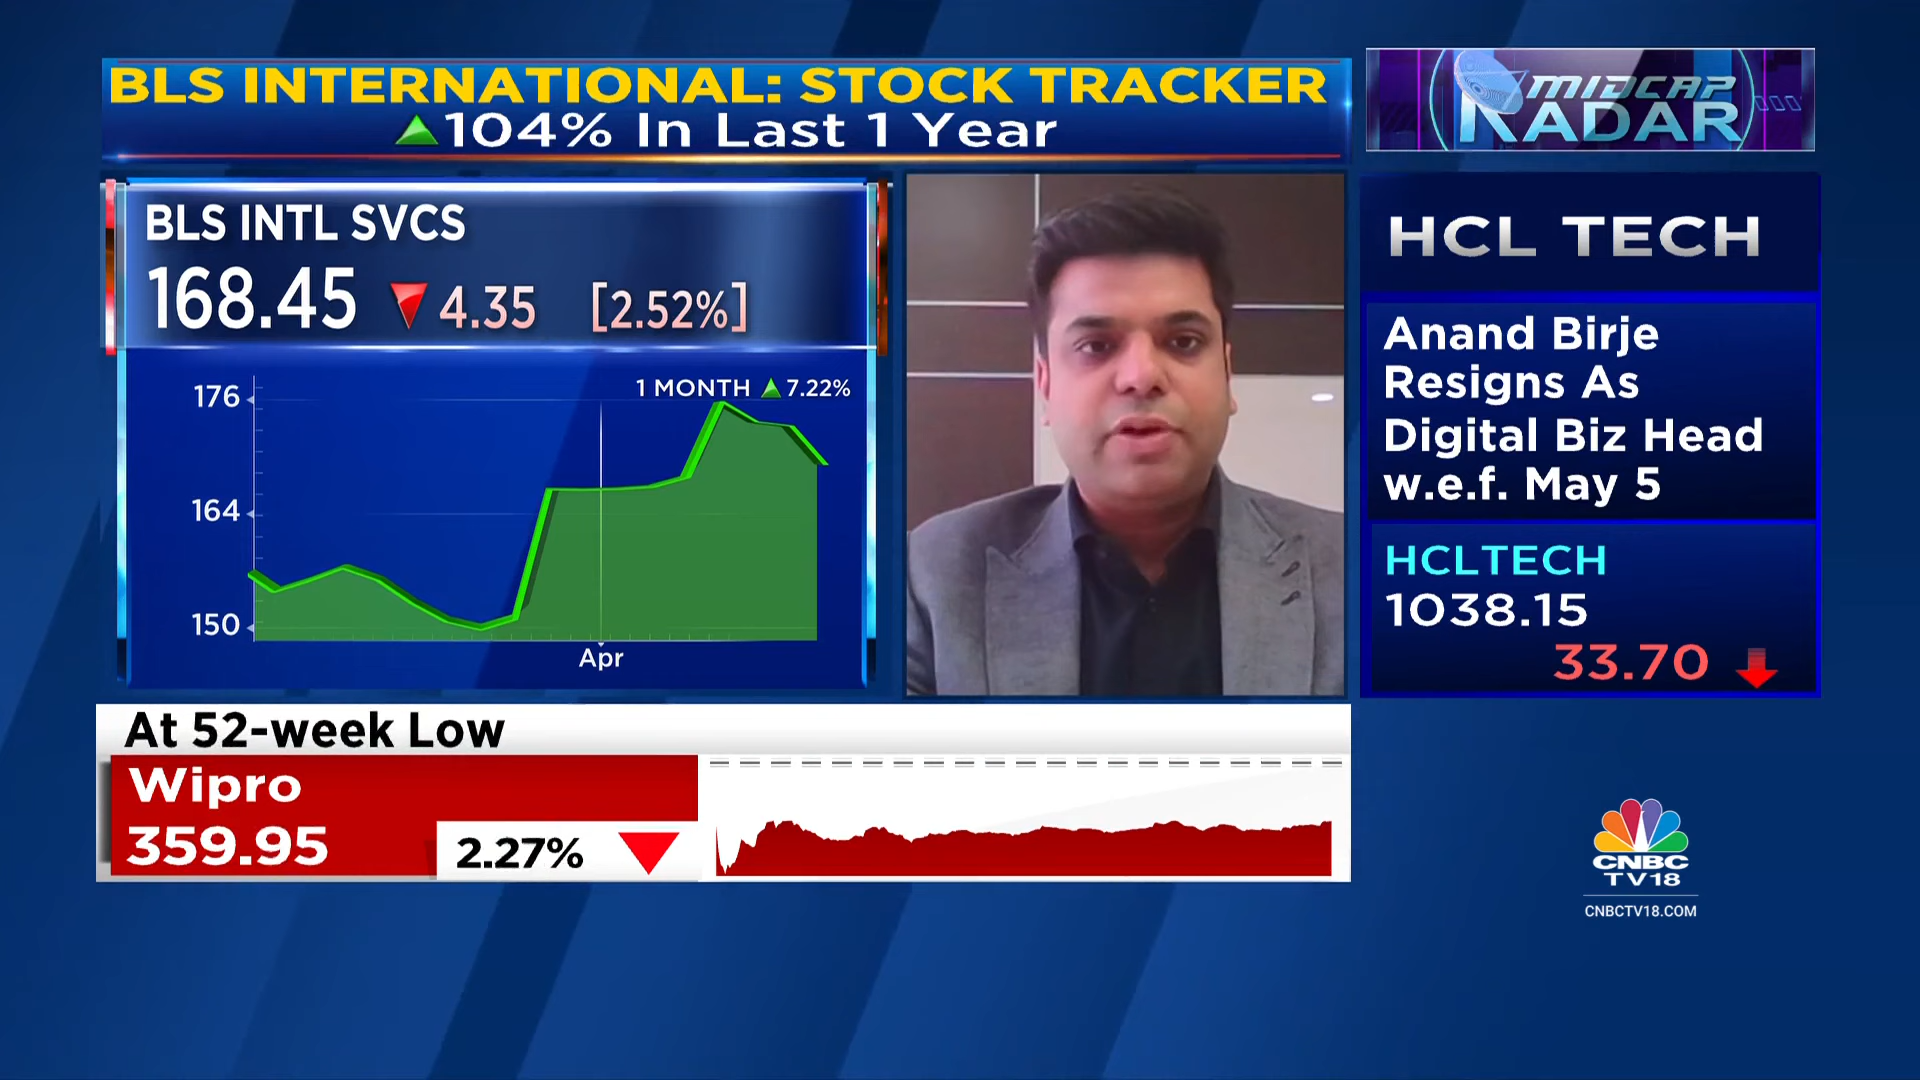 BLS INTERNATIONAL: STOCK TRACKER
104% In Last 1 Year
MIDCAP
RADAR
BLS INTL SVCS
168.45 4.35 [2.52%]
1 MONTH 7.22%
176
164
150
Apr
HCL TECH
Anand Birje
Resigns As
Digital Biz Head
w.e.f. May 5
HCLTECH
1038.15
33.70
At 52-week Low
Wipro
359.95
2.27%
CNBC
TV18
CNBCTV18.COM